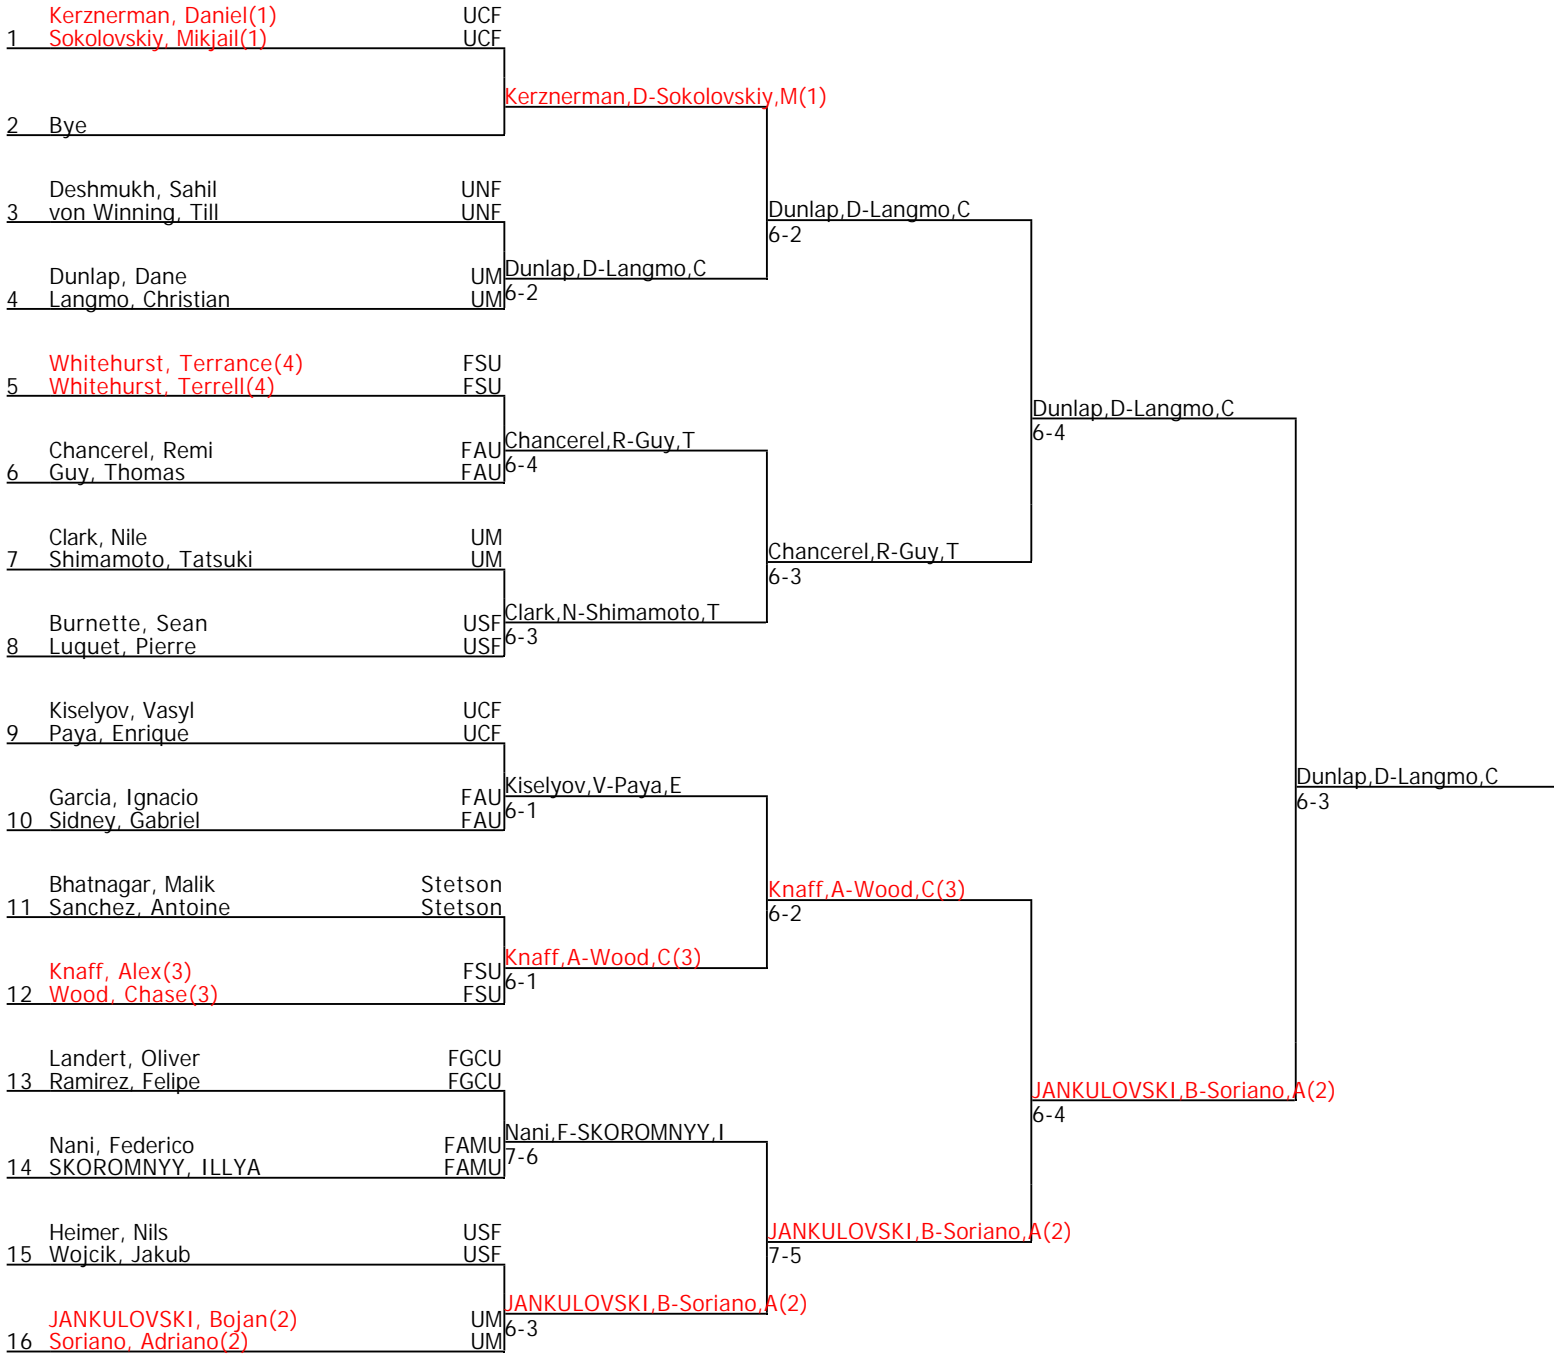 Kerznerman, Daniel(1) UCF
1 Sokolovskiy, Mikjail(1) UCF
Kerznerman,D-Sokolovskiy,M(1)
2 Bye
Deshmukh, Sahil UNF
3 von Winning, Till UNF
Dunlap,D-Langmo,C
6-2
Dunlap, Dane UM
Dunlap,D-Langmo,C
4 Langmo, Christian UM
6-2
Whitehurst, Terrance(4) FSU
5 Whitehurst, Terrell(4) FSU
Dunlap,D-Langmo,C
6-4
Chancerel, Remi FAU
Chancerel,R-Guy,T
6 Guy, Thomas FAU
6-4
Clark, Nile UM
7 Shimamoto, Tatsuki UM
Chancerel,R-Guy,T
6-3
Burnette, Sean USF
Clark,N-Shimamoto,T
8 Luquet, Pierre USF
6-3
Kiselyov, Vasyl UCF
9 Paya, Enrique UCF
Dunlap,D-Langmo,C
6-3
Garcia, Ignacio FAU
Kiselyov,V-Paya,E
10 Sidney, Gabriel FAU
6-1
Bhatnagar, Malik Stetson
11 Sanchez, Antoine Stetson
Knaff,A-Wood,C(3)
6-2
Knaff, Alex(3) FSU
Knaff,A-Wood,C(3)
12 Wood, Chase(3) FSU
6-1
Landert, Oliver FGCU
13 Ramirez, Felipe FGCU
JANKULOVSKI,B-Soriano,A(2)
6-4
Nani, Federico FAMU
Nani,F-SKOROMNYY,I
14 SKOROMNYY, ILLYA FAMU
7-6
Heimer, Nils USF
15 Wojcik, Jakub USF
JANKULOVSKI,B-Soriano,A(2)
7-5
JANKULOVSKI, Bojan(2) UM
JANKULOVSKI,B-Soriano,A(2)
16 Soriano, Adriano(2) UM
6-3